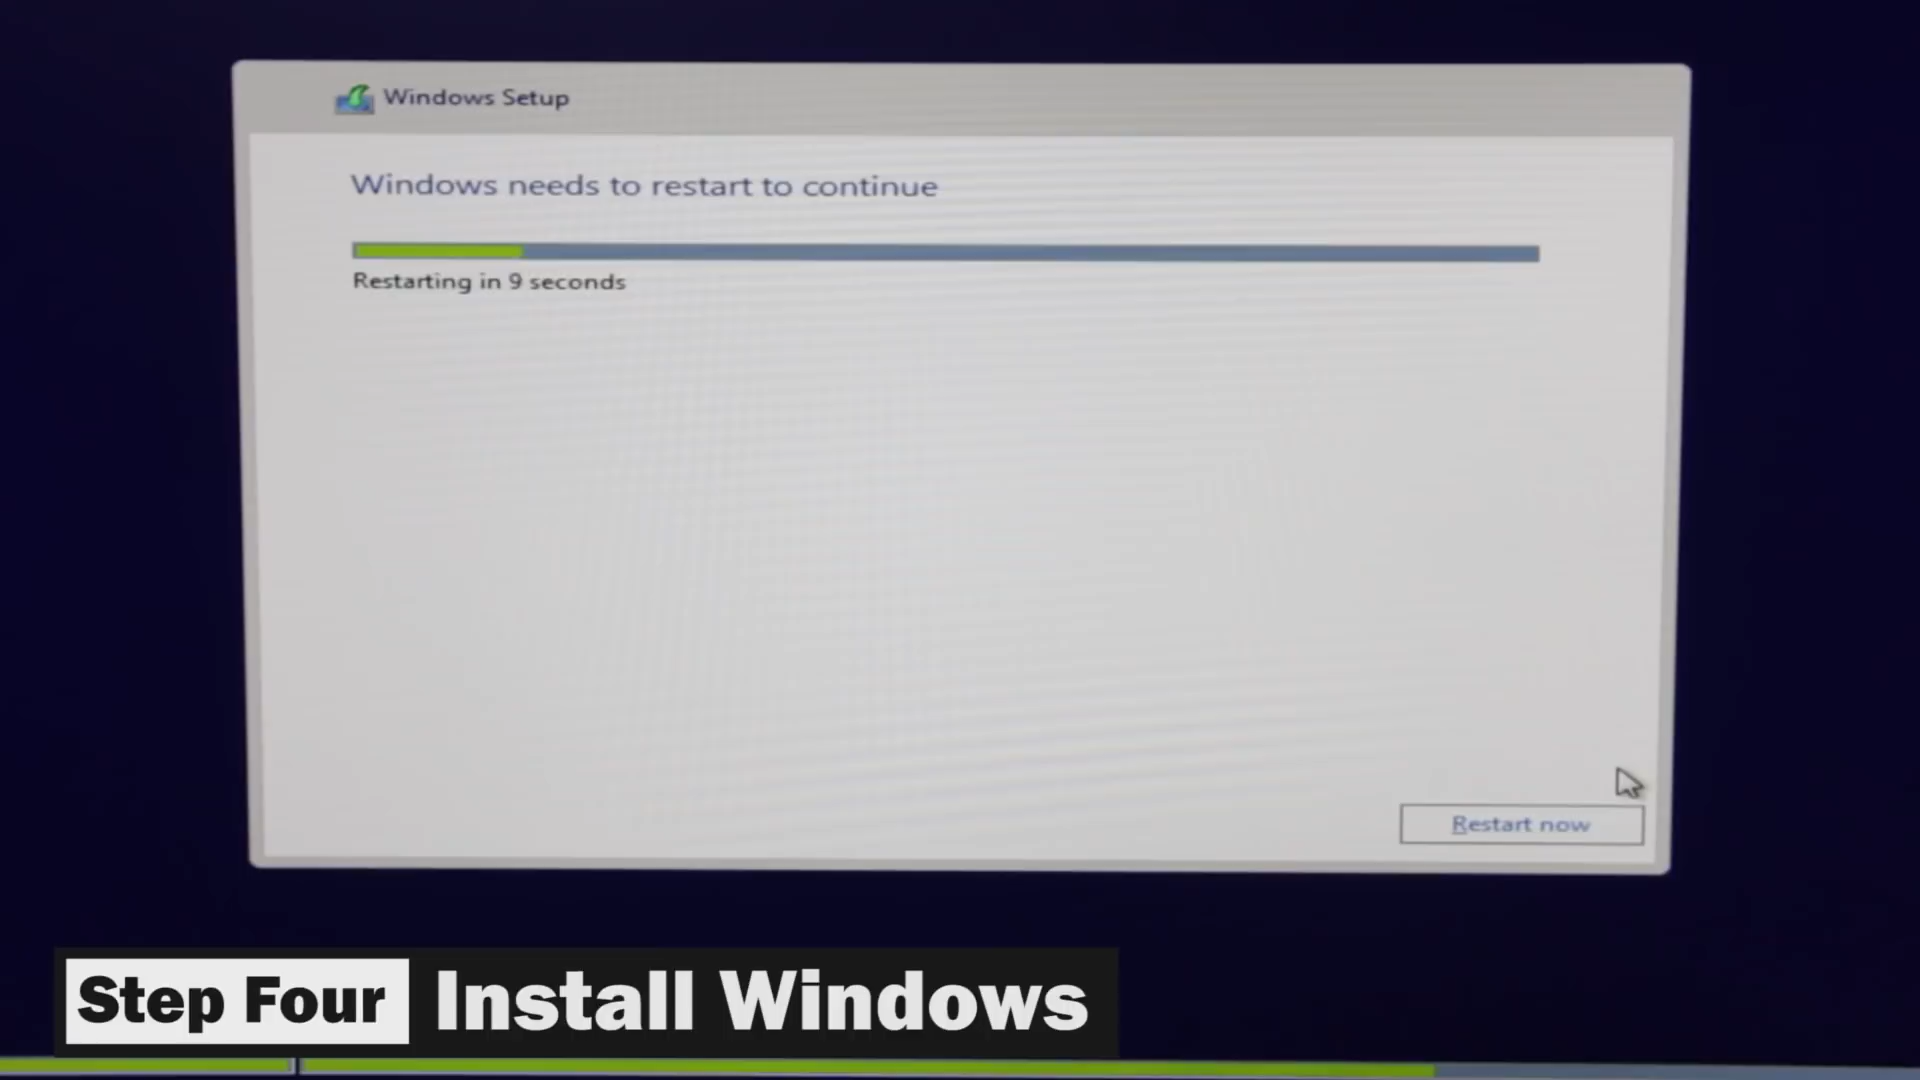 Windows Setup
Windows needs to restart to continue
Restarting in 9 seconds
Restart now
Step Four Install Windows